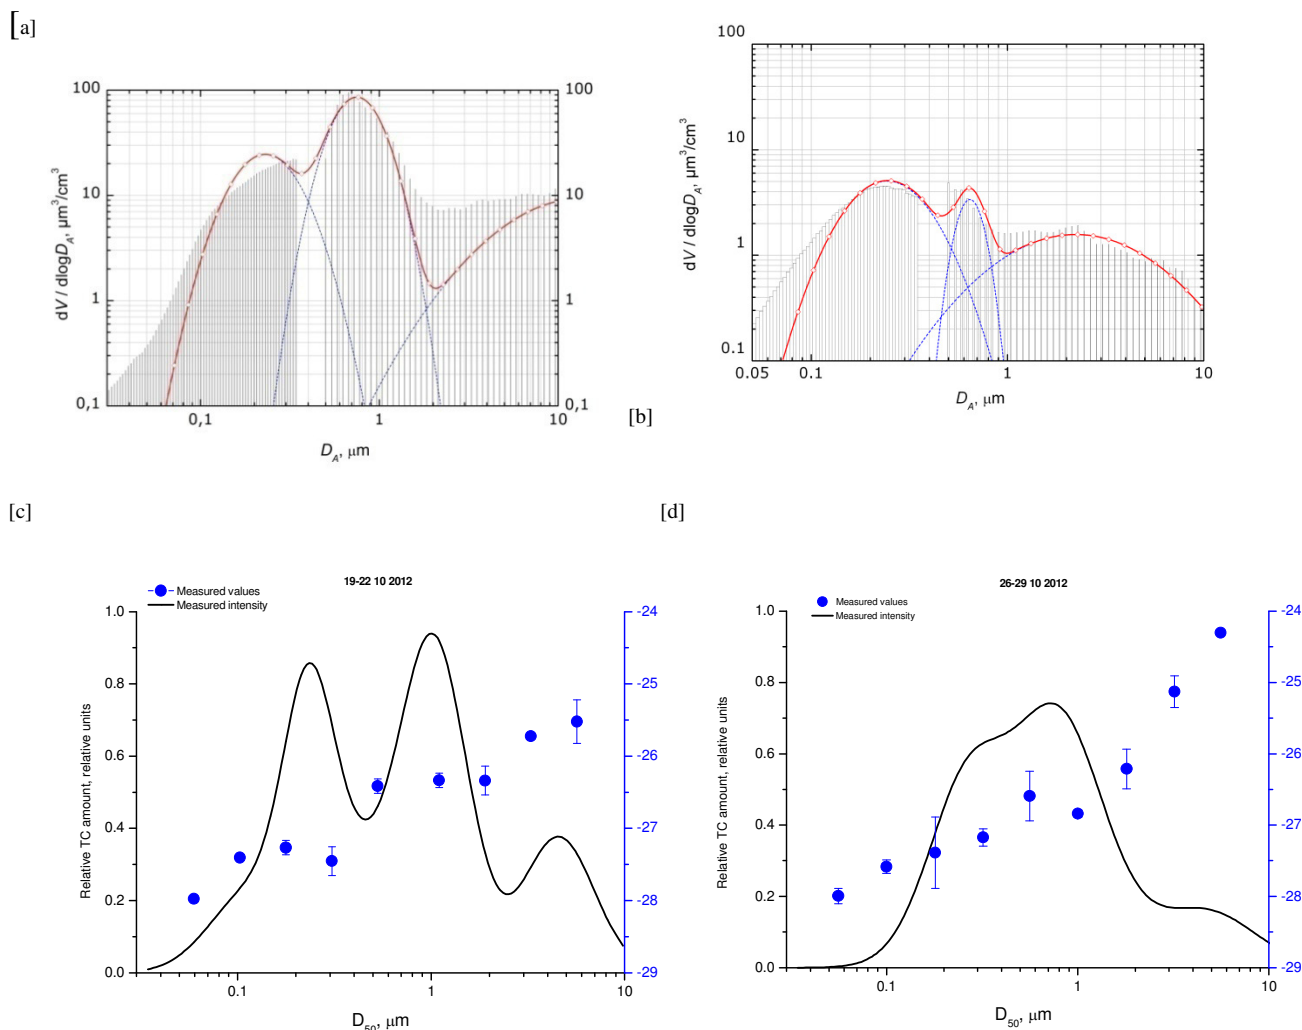 [a]
100
10
1
0,1
dV / dlogD_A, μm³/cm³
100
10
1
0,1
0,1
1
10
D_A, μm
[b]
100
10
1
0.1
dV / dlogD_A, μm³/cm³
0.05
0.1
1
10
D_A, μm
[c]
19-22 10 2012
Measured values
Measured intensity
1.0
0.8
0.6
0.4
0.2
0.0
Relative TC amount, relative units
-24
-25
-26
-27
-28
-29
0.1
1
10
D₅₀, μm
[d]
26-29 10 2012
Measured values
Measured intensity
1.0
0.8
0.6
0.4
0.2
0.0
Relative TC amount, relative units
-24
-25
-26
-27
-28
-29
0.1
1
10
D₅₀, μm